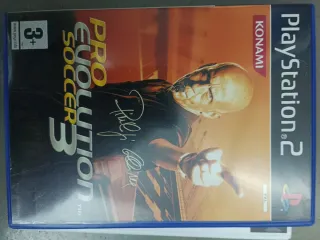 PlayStation®2
KONAMI
PRO
EVOLUTION
SOCCER
3
3+